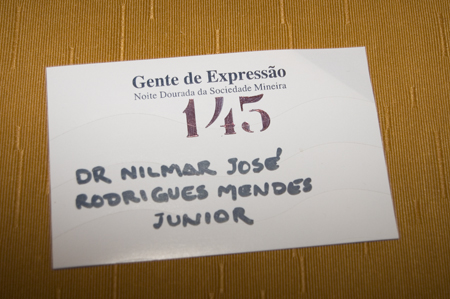 Gente de Expressão
Noite Dourada da Sociedade Mineira
145
DR NILMAR JOSÉ
RODRIGUES MENDES
JUNIOR